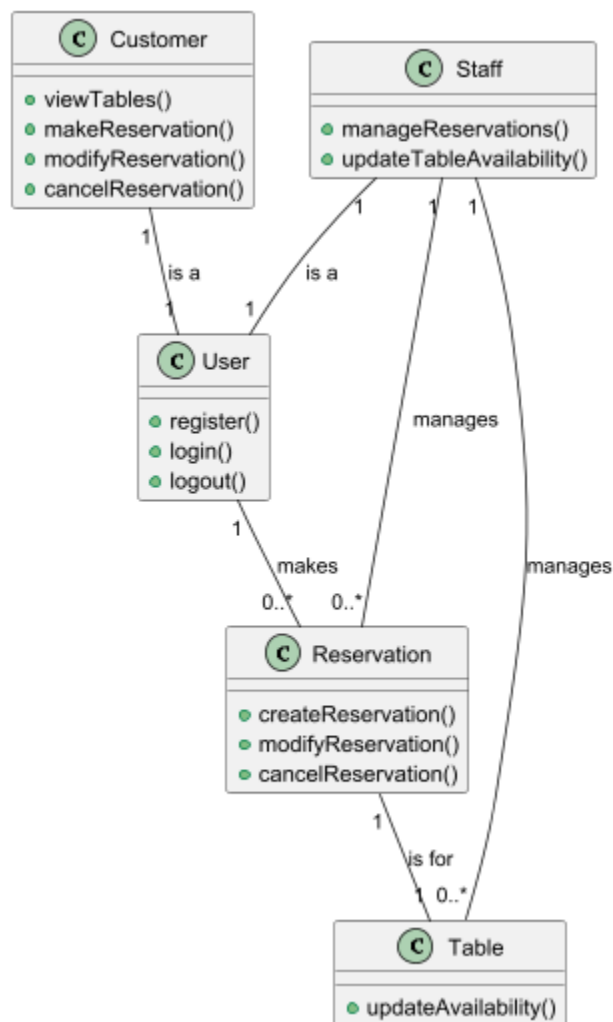 C Customer
viewTables()
makeReservation()
modifyReservation()
cancelReservation()
C Staff
manageReservations()
updateTableAvailability()
1
is a
1
1
is a
1
1
manages
0..*
1
manages
0..*
C User
register()
login()
logout()
1
makes
0..*
C Reservation
createReservation()
modifyReservation()
cancelReservation()
1
is for
1
C Table
updateAvailability()